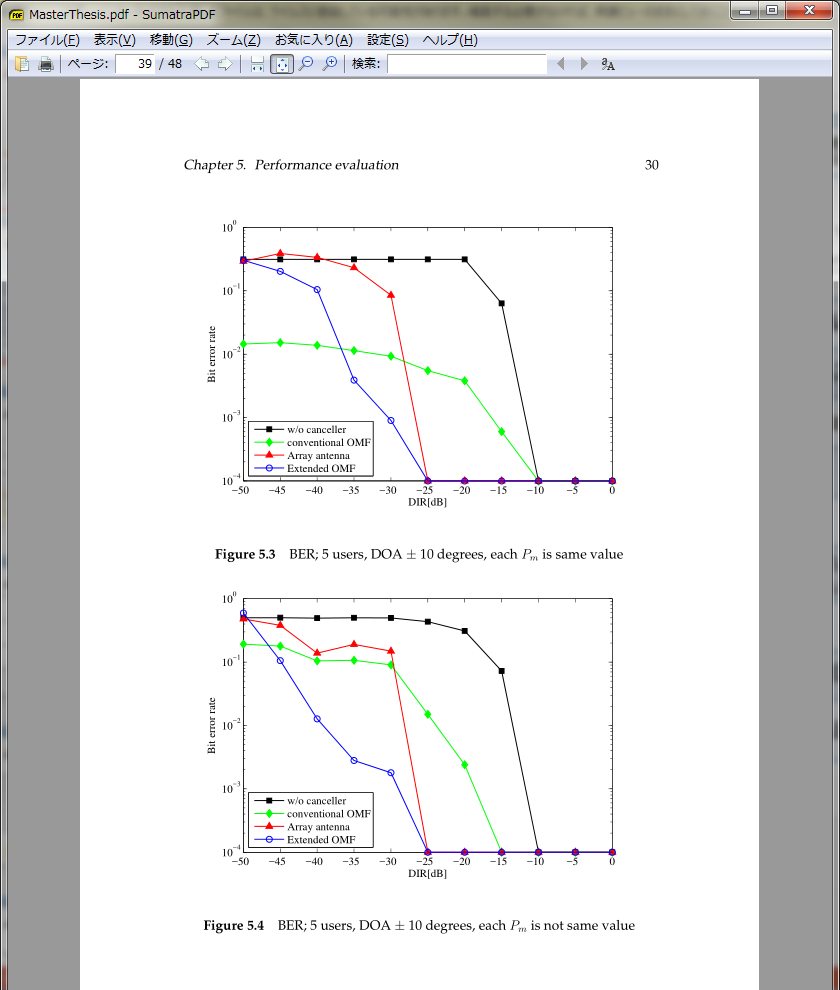 MasterThesis.pdf - SumatraPDF
ファイル(F) 表示(V) 移動(G) ズーム(Z) お気に入り(A) 設定(S) ヘルプ(H)
ページ: 39 / 48 検索:
Chapter 5. Performance evaluation 30
10^0
10^-1
10^-2
10^-3
10^-4
Bit error rate
w/o canceller
conventional OMF
Array antenna
Extended OMF
−50 −45 −40 −35 −30 −25 −20 −15 −10 −5 0
DIR[dB]
Figure 5.3 BER; 5 users, DOA ± 10 degrees, each P_m is same value
10^0
10^-1
10^-2
10^-3
10^-4
Bit error rate
w/o canceller
conventional OMF
Array antenna
Extended OMF
−50 −45 −40 −35 −30 −25 −20 −15 −10 −5 0
DIR[dB]
Figure 5.4 BER; 5 users, DOA ± 10 degrees, each P_m is not same value